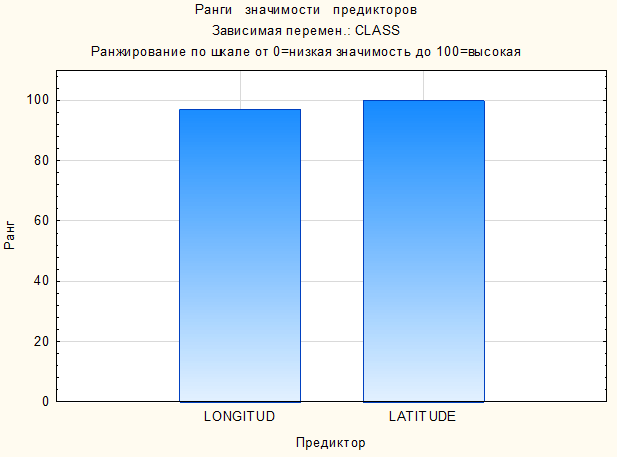 Ранги значимости предикторов
Зависимая перемен.: CLASS
Ранжирование по шкале от 0=низкая значимость до 100=высокая
100
80
60
40
20
0
Ранг
LONGITUD LATITUDE
Предиктор